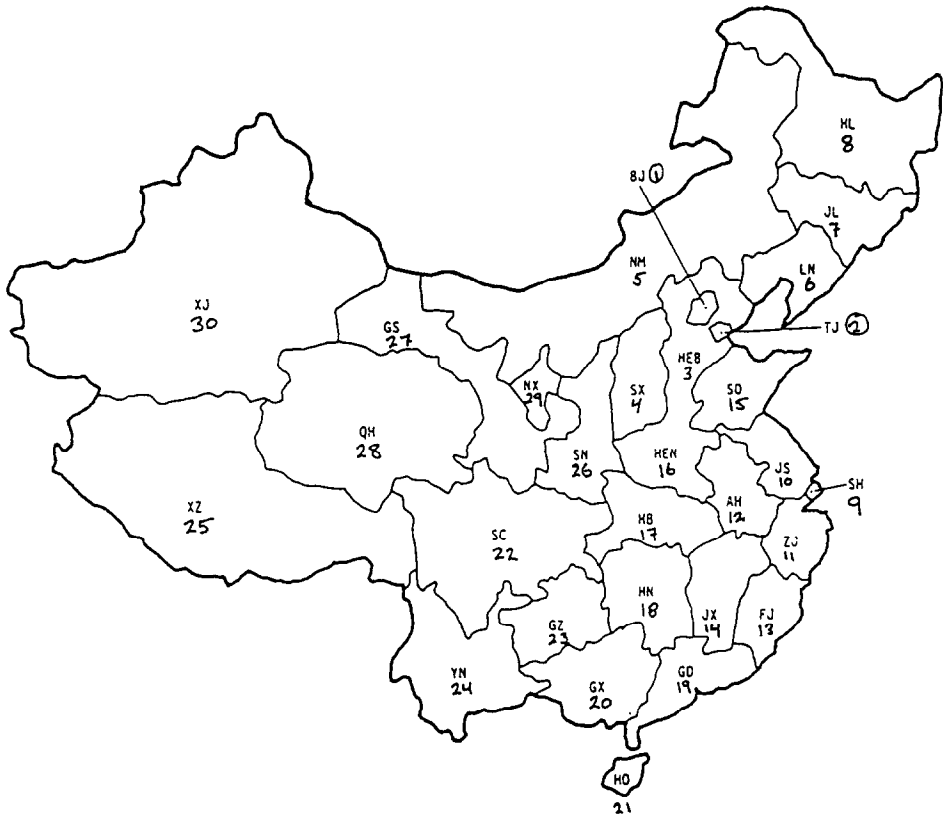 HL
8
BJ ①
JL
7
NM
5
LN
6
XJ
30
GS
27
TJ ②
HEB
3
NX
29
SX
4
SD
15
QH
28
SN
26
HEN
16
JS
10
SH
9
XZ
25
AH
12
HB
17
SC
22
ZJ
11
HN
18
JX
14
FJ
13
GZ
23
YN
24
GX
20
GD
19
HO
21